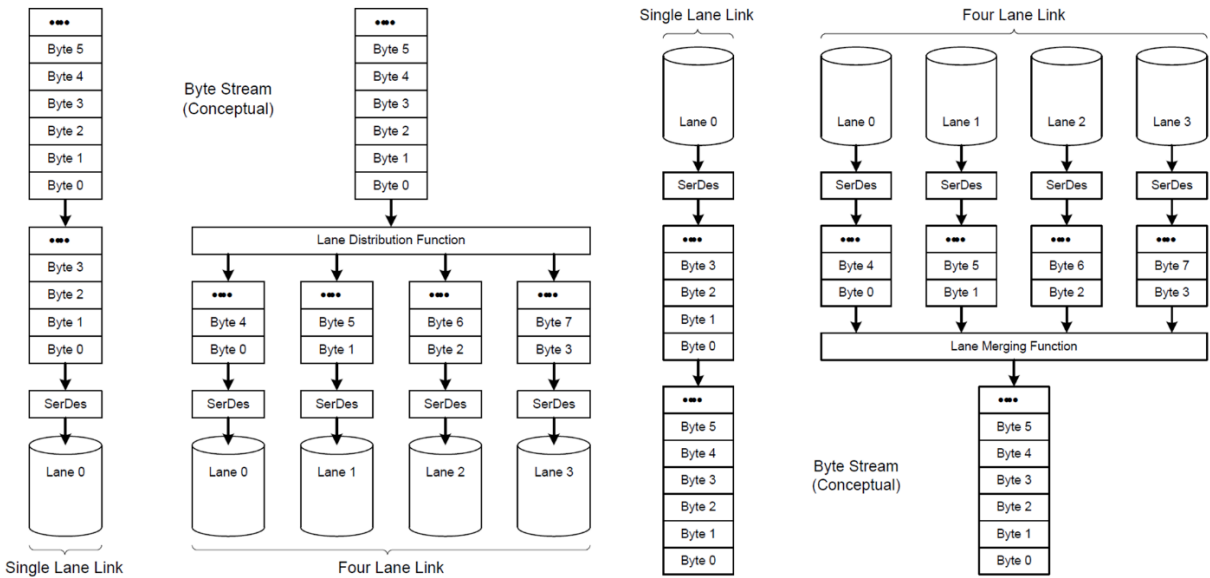 ••••
Byte 5
Byte 4
Byte 3
Byte 2
Byte 1
Byte 0
••••
Byte 3
Byte 2
Byte 1
Byte 0
SerDes
Lane 0
Single Lane Link
Byte Stream
(Conceptual)
••••
Byte 5
Byte 4
Byte 3
Byte 2
Byte 1
Byte 0
Lane Distribution Function
•••• •••• •••• ••••
Byte 4 Byte 5 Byte 6 Byte 7
Byte 0 Byte 1 Byte 2 Byte 3
SerDes SerDes SerDes SerDes
Lane 0 Lane 1 Lane 2 Lane 3
Four Lane Link
Single Lane Link
Lane 0
SerDes
••••
Byte 3
Byte 2
Byte 1
Byte 0
••••
Byte 5
Byte 4
Byte 3
Byte 2
Byte 1
Byte 0
Four Lane Link
Lane 0 Lane 1 Lane 2 Lane 3
SerDes SerDes SerDes SerDes
•••• •••• •••• ••••
Byte 4 Byte 5 Byte 6 Byte 7
Byte 0 Byte 1 Byte 2 Byte 3
Lane Merging Function
Byte Stream
(Conceptual)
••••
Byte 5
Byte 4
Byte 3
Byte 2
Byte 1
Byte 0